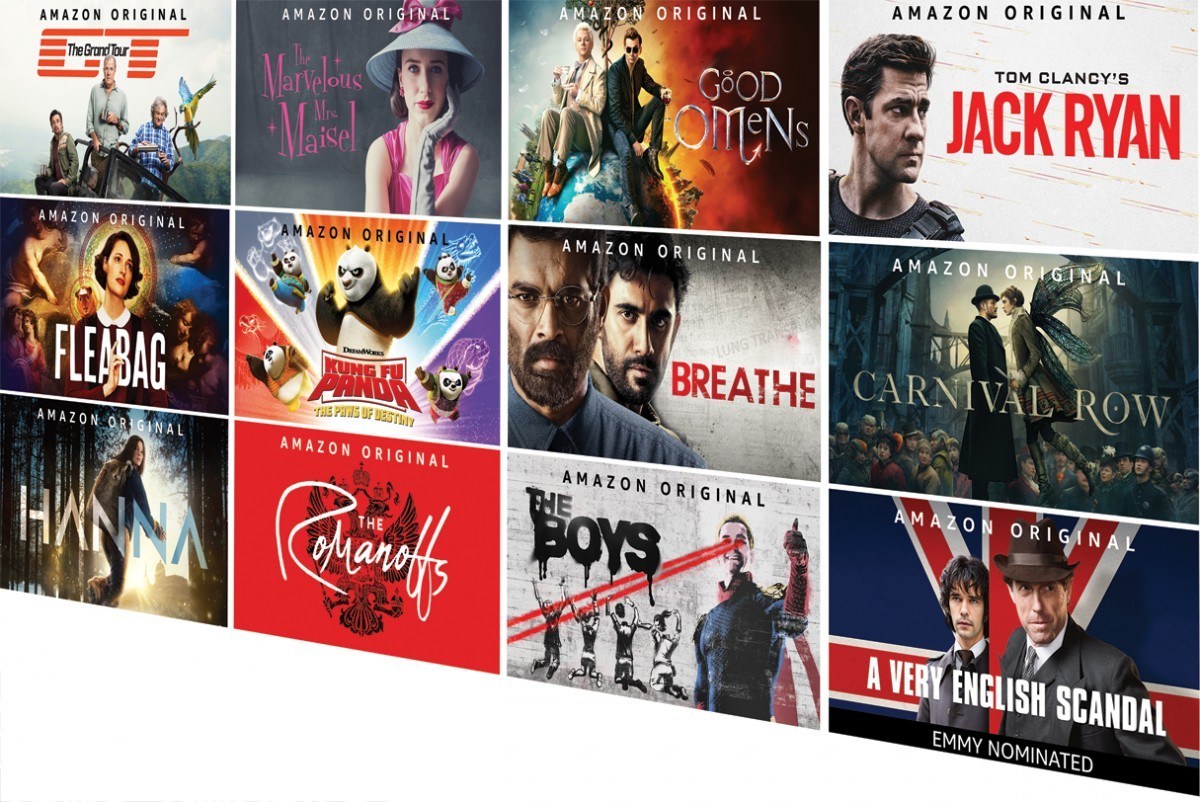 AMAZON ORIGINAL
The Grand Tour
AMAZON ORIGINAL
The
Marvelous
Mrs.
Maisel
AMAZON ORIGINAL
GOOD
OMENS
AMAZON ORIGINAL
TOM CLANCY'S
JACK RYAN
AMAZON ORIGINAL
FLEABAG
AMAZON ORIGINAL
DREAMWORKS
KUNG FU
PANDA
THE PAWS OF DESTINY
AMAZON ORIGINAL
BREATHE
AMAZON ORIGINAL
CARNIVAL ROW
AMAZON ORIGINAL
HANNA
AMAZON ORIGINAL
THE
Romanoffs
AMAZON ORIGINAL
THE
BOYS
AMAZON ORIGINAL
A VERY ENGLISH SCANDAL
EMMY NOMINATED